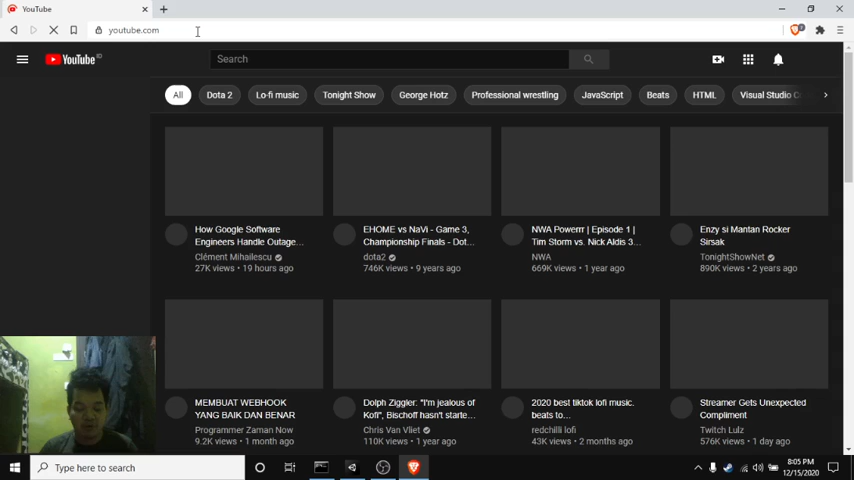 YouTube
youtube.com
7
YouTube ID
Search
All
Dota 2
Lo-fi music
Tonight Show
George Hotz
Professional wrestling
JavaScript
Beats
HTML
Visual Studio
How Google Software
Engineers Handle Outage...
Clément Mihailescu
27K views • 19 hours ago
EHOME vs NaVi - Game 3,
Championship Finals - Dot...
dota2
746K views • 9 years ago
NWA Powerrr | Episode 1 |
Tim Storm vs. Nick Aldis 3...
NWA
669K views • 1 year ago
Enzy si Mantan Rocker
Sirsak
TonightShowNet
890K views • 2 years ago
MEMBUAT WEBHOOK
YANG BAIK DAN BENAR
Programmer Zaman Now
9.2K views • 1 month ago
Dolph Ziggler: "I'm jealous of
Kofi", Bischoff hasn't starte...
Chris Van Vliet
110K views • 1 year ago
2020 best tiktok lofi music.
beats to...
redchilli lofi
43K views • 2 months ago
Streamer Gets Unexpected
Compliment
Twitch Lulz
576K views • 1 day ago
Type here to search
8:05 PM
12/15/2020